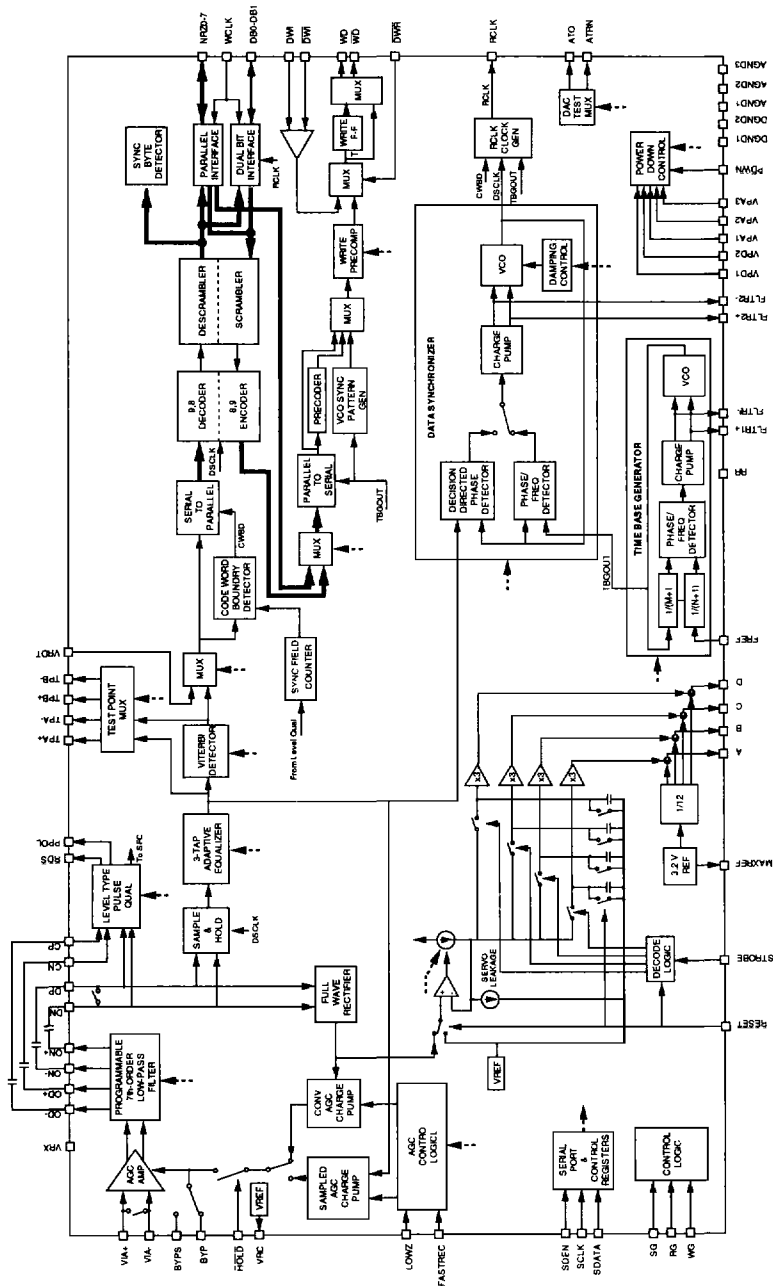 NRZ0-7
WCLK
DB0-DB1
DWI
DWI
WD
WD
DWR
RCLK
ATO
ATRN
SYNC
BYTE
DETECTOR
PARALLEL
INTERFACE
DUAL BIT
INTERFACE
RCLK
DESCRAMBLER
SCRAMBLER
9,8
DECODER
8,9
ENCODER
DSCLK
SERIAL
TO
PARALLEL
CWBD
CODE WORD
BOUNDRY
DETECTOR
MUX
WRITE
F-F
MUX
WRITE
PRECOMP
MUX
PRECODER
VCO SYNC
PATTERN
GEN
PARALLEL
TO
SERIAL
TBGOUT
MUX
RCLK
RCLK
CLOCK
GEN
CWBD
DSCLK
TBGOUT
DAC
TEST
MUX
AGND3
AGND2
AGND1
DGND2
DGND1
PDWN
VPA3
VPA2
VPA1
VPD2
VPD1
POWER
DOWN
CONTROL
DATA SYNCHRONIZER
VCO
DAMPING
CONTROL
CHARGE
PUMP
DECISION
DIRECTED
PHASE
DETECTOR
PHASE/
FREQ
DETECTOR
FLTR2-
FLTR2+
FLTR1-
FLTR1+
RR
FREF
TIME BASE GENERATOR
VCO
CHARGE
PUMP
PHASE/
FREQ
DETECTOR
1/(M+1)
1/(N+1)
TBGOUT
VRDT
TPB-
TPB+
TPA-
TPA+
TEST POINT
MUX
MUX
SYNC FIELD
COUNTER
From Level Qual
VITERBI
DETECTOR
3-TAP
ADAPTIVE
EQUALIZER
SAMPLE
&
HOLD
DSCLK
PPOL
RDS
To SFC
LEVEL TYPE
PULSE
QUAL
CP
CN
DP
DN
ON+
ON-
OD+
OD-
VRX
PROGRAMMABLE
7th-ORDER
LOW-PASS
FILTER
FULL
WAVE
RECTIFIER
AGC
AMP
VIA+
VIA-
BYPS
BYP
HOLD
VRC
VREF
CONV
AGC
CHARGE
PUMP
SAMPLED
AGC CHARGE
PUMP
AGC
CONTRO
LOGICL
LOWZ
FASTREC
SERVO
LEAKAGE
VREF
DECODE
LOGIC
x3
x3
x3
x3
D
C
B
A
1/12
3.2 V
REF
MAXREF
STROBE
RESET
SERIAL
PORT
&
CONTROL
REGISTERS
SDEN
SCLK
SDATA
CONTROL
LOGIC
SG
RG
WG